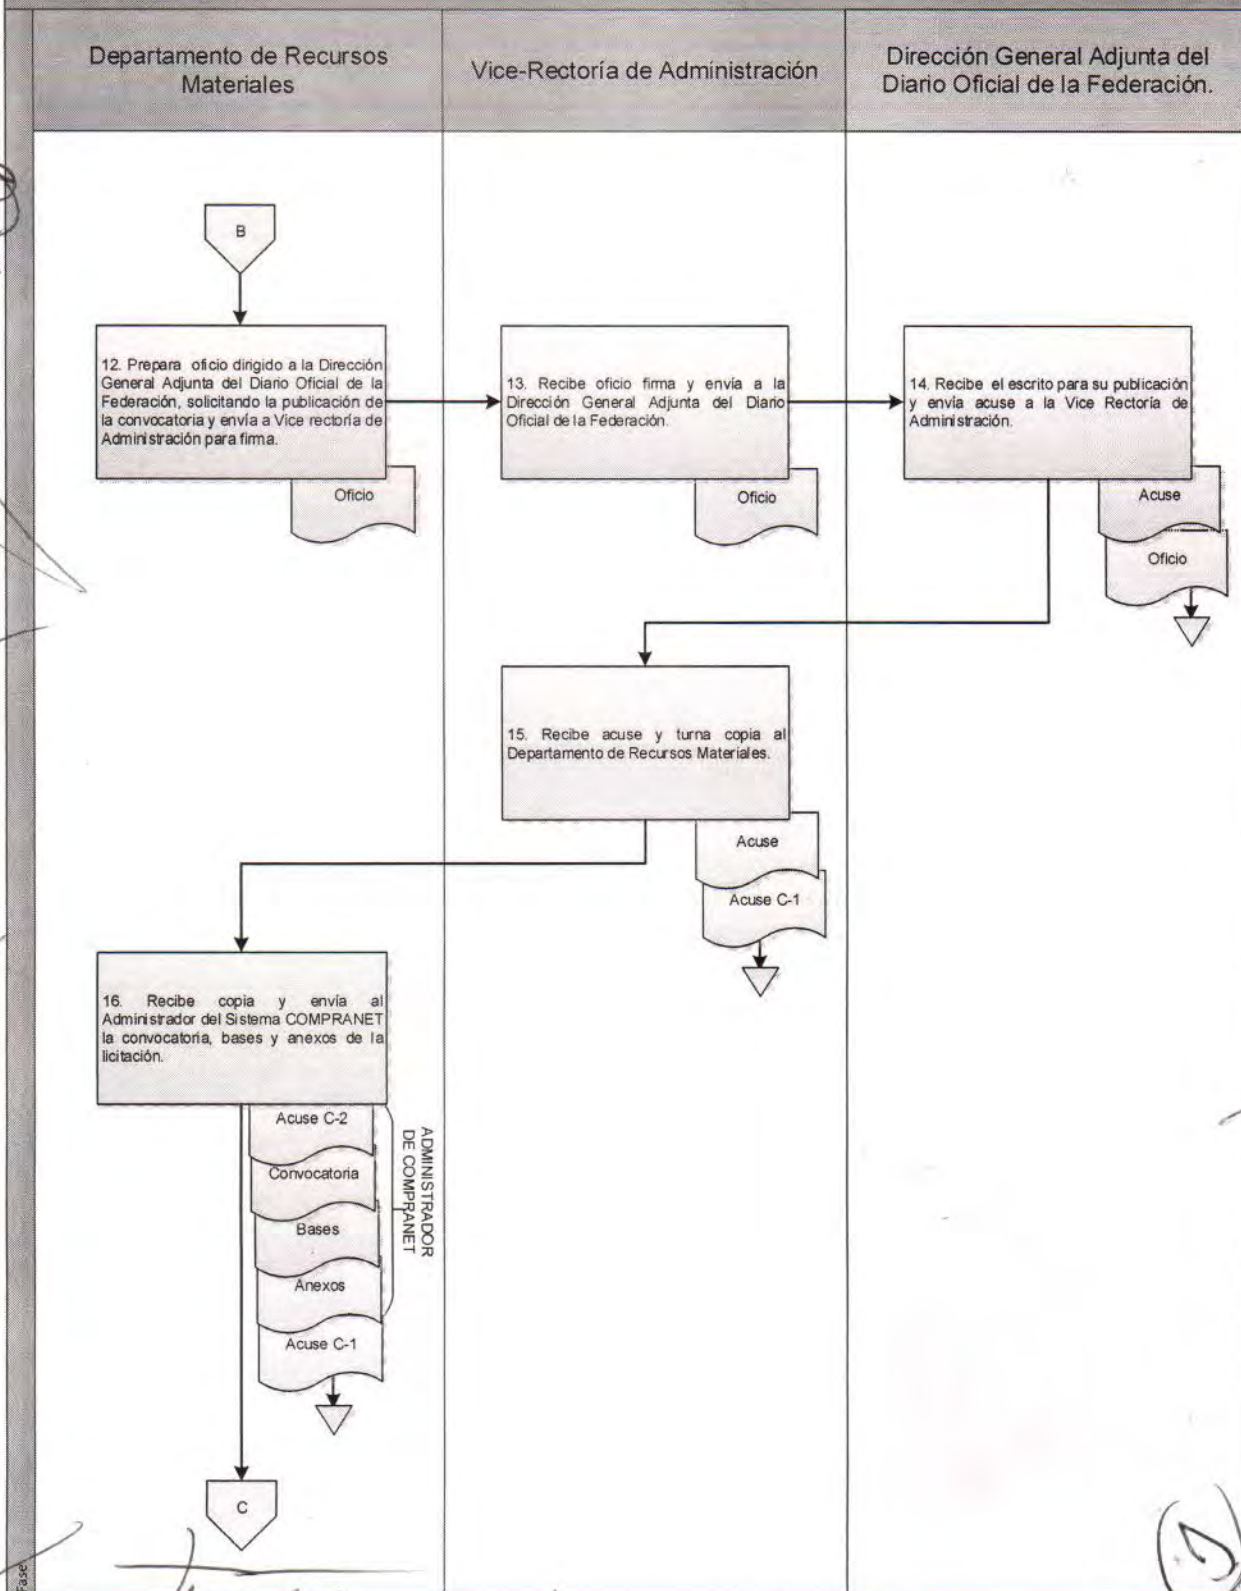 Departamento de Recursos
Materiales
Vice-Rectoría de Administración
Dirección General Adjunta del
Diario Oficial de la Federación.
B
12. Prepara oficio dirigido a la Dirección
General Adjunta del Diario Oficial de la
Federación, solicitando la publicación de
la convocatoria y envía a Vice rectoría de
Administración para firma.
Oficio
13. Recibe oficio firma y envía a la
Dirección General Adjunta del Diario
Oficial de la Federación.
Oficio
14. Recibe el escrito para su publicación
y envía acuse a la Vice Rectoría de
Administración.
Acuse
Oficio
15. Recibe acuse y turna copia al
Departamento de Recursos Materiales.
Acuse
Acuse C-1
16. Recibe copia y envía al
Administrador del Sistema COMPRANET
la convocatoria, bases y anexos de la
licitación.
Acuse C-2
Convocatoria
Bases
Anexos
Acuse C-1
ADMINISTRADOR
DE COMPRANET
C
Fase